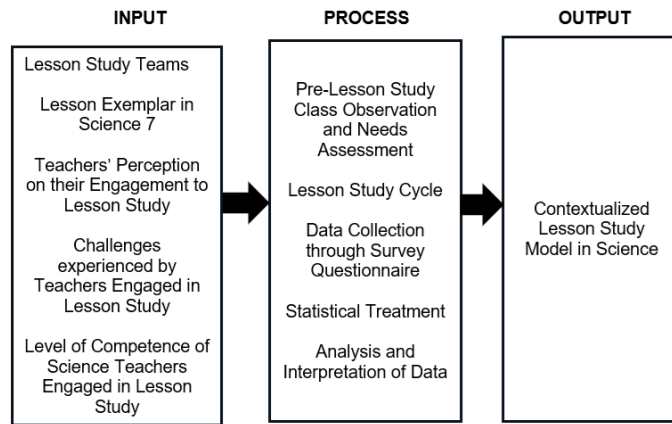 INPUT
Lesson Study Teams
Lesson Exemplar in
Science 7
Teachers' Perception
on their Engagement to
Lesson Study
Challenges
experienced by
Teachers Engaged in
Lesson Study
Level of Competence of
Science Teachers
Engaged in Lesson
Study
PROCESS
Pre-Lesson Study
Class Observation
and Needs
Assessment
Lesson Study Cycle
Data Collection
through Survey
Questionnaire
Statistical Treatment
Analysis and
Interpretation of Data
OUTPUT
Contextualized
Lesson Study
Model in Science